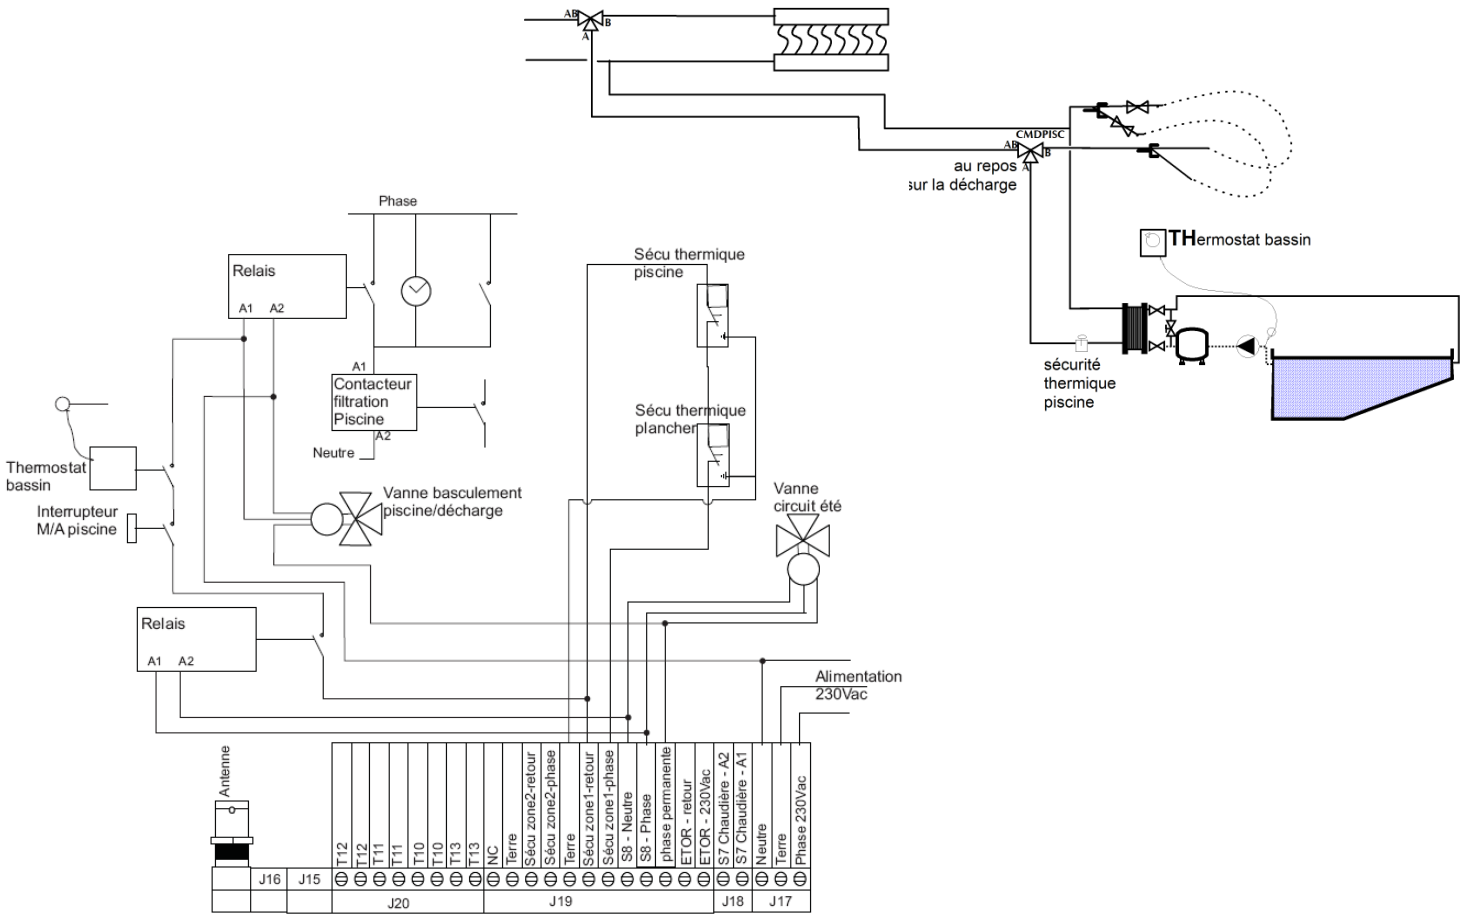 AB
B
A
CMDPISC
AB
B
au repos
A
sur la décharge
Phase
THermostat bassin
Sécu thermique
piscine
Relais
A1 A2
A1
Contacteur
filtration
Piscine
A2
Neutre
sécurité
thermique
piscine
Sécu thermique
plancher
Thermostat
bassin
Interrupteur
M/A piscine
Vanne basculement
piscine/décharge
Vanne
circuit été
Relais
A1 A2
Alimentation
230Vac
Antenne
T12
T12
T11
T11
T10
T10
T13
T13
NC
Terre
Sécu zone2-retour
Sécu zone2-phase
Terre
Sécu zone1-retour
Sécu zone1-phase
S8 - Neutre
S8 - Phase
phase permanente
ETOR - retour
ETOR - 230Vac
S7 Chaudière - A2
S7 Chaudière - A1
Neutre
Terre
Phase 230Vac
J16 J15
J20 J19 J18 J17